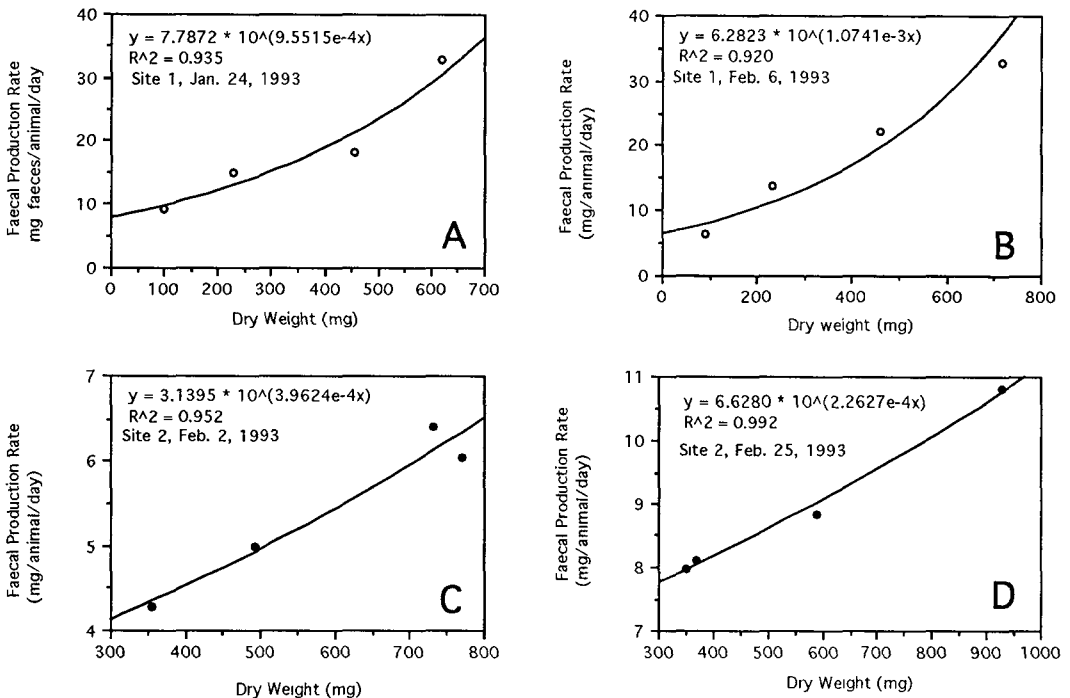 40
30
20
10
0
Faecal Production Rate
mg faeces/animal/day
y = 7.7872 * 10^(9.5515e-4x)
R^2 = 0.935
Site 1, Jan. 24, 1993
A
0 100 200 300 400 500 600 700
Dry Weight (mg)
40
30
20
10
0
Faecal Production Rate
(mg/animal/day)
y = 6.2823 * 10^(1.0741e-3x)
R^2 = 0.920
Site 1, Feb. 6, 1993
B
0 200 400 600 800
Dry weight (mg)
7
6
5
4
Faecal Production Rate
(mg/animal/day)
y = 3.1395 * 10^(3.9624e-4x)
R^2 = 0.952
Site 2, Feb. 2, 1993
C
300 400 500 600 700 800
Dry Weight (mg)
11
10
9
8
7
Faecal Production Rate
(mg/animal/day)
y = 6.6280 * 10^(2.2627e-4x)
R^2 = 0.992
Site 2, Feb. 25, 1993
D
300 400 500 600 700 800 900 1000
Dry Weight (mg)